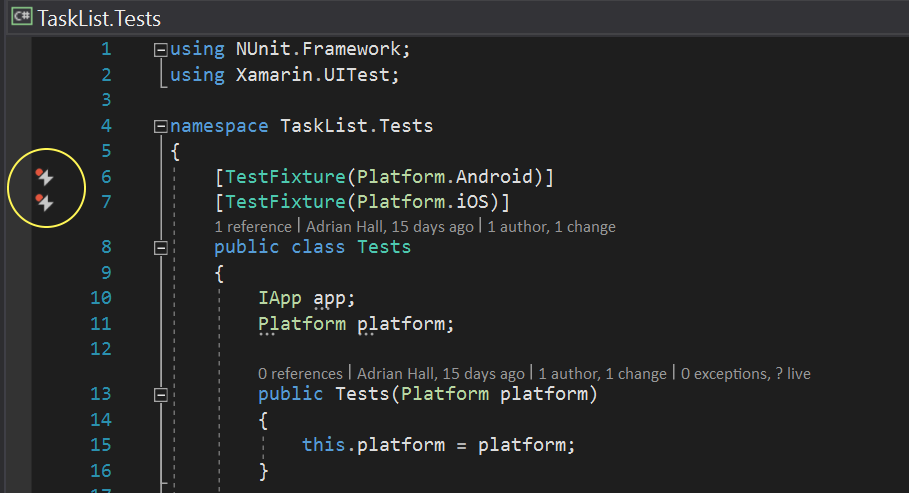 C# TaskList.Tests
1 using NUnit.Framework;
2 using Xamarin.UITest;
3
4 namespace TaskList.Tests
5 {
6 [TestFixture(Platform.Android)]
7 [TestFixture(Platform.iOS)]
1 reference | Adrian Hall, 15 days ago | 1 author, 1 change
8 public class Tests
9 {
10 IApp app;
11 Platform platform;
12
0 references | Adrian Hall, 15 days ago | 1 author, 1 change | 0 exceptions, ? live
13 public Tests(Platform platform)
14 {
15 this.platform = platform;
16 }
17